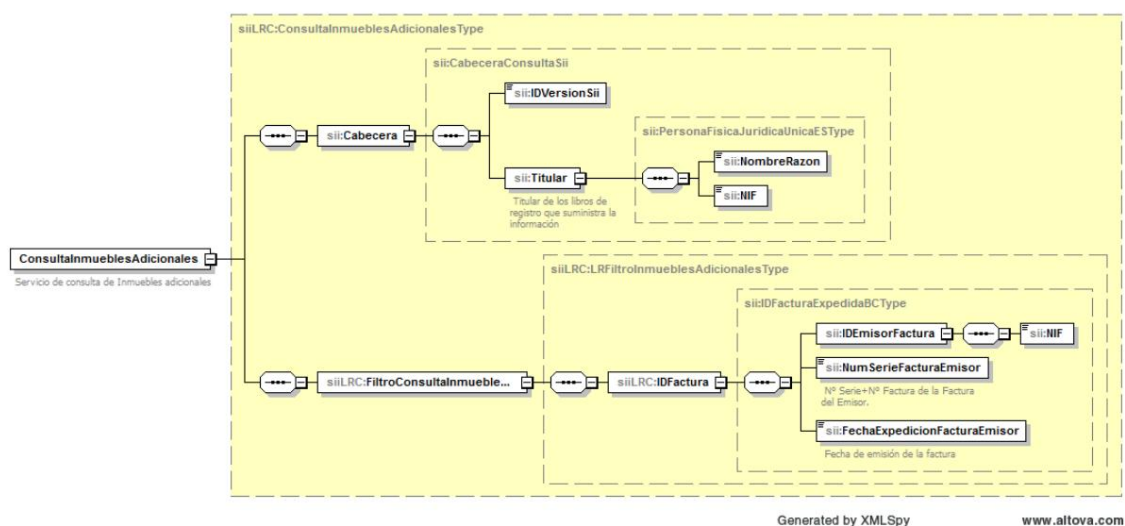 siiLRC:ConsultaInmueblesAdicionalesType
sii:CabeceraConsultaSii
sii:IDVersionSii
sii:Cabecera
sii:PersonaFisicaJuridicaUnicaESType
sii:NombreRazon
sii:Titular
sii:NIF
Titular de los libros de
registro que suministra la
información
ConsultaInmueblesAdicionales
Servicio de consulta de Inmuebles adicionales
siiLRC:LRFiltroInmueblesAdicionalesType
sii:IDFacturaExpedidaBCType
sii:IDEmisorFactura
sii:NIF
siiLRC:FiltroConsultaInmueble...
siiLRC:IDFactura
sii:NumSerieFacturaEmisor
Nº Serie+Nº Factura de la Factura
del Emisor.
sii:FechaExpedicionFacturaEmisor
Fecha de emisión de la factura
Generated by XMLSpy www.altova.com